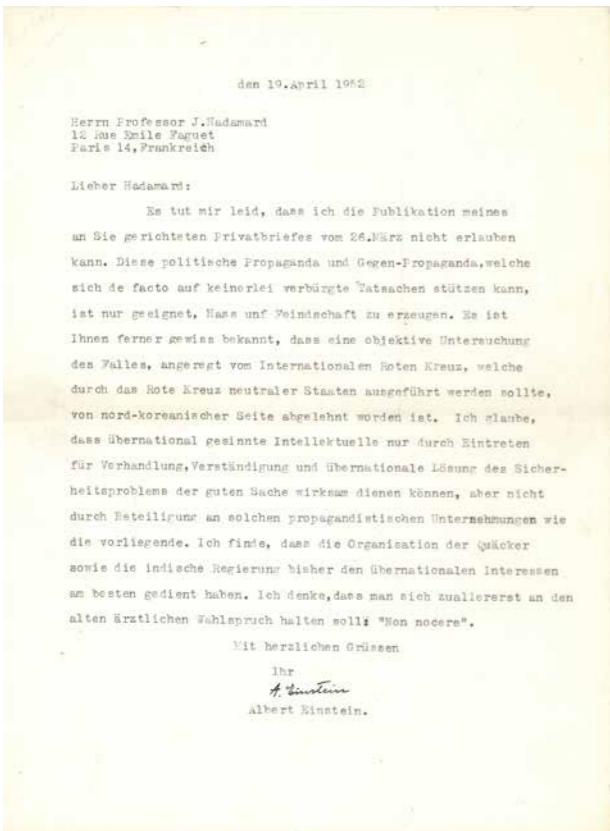 den 19.April 1952
Herrn Professor J.Hadamard
12 Rue Emile Faguet
Paris 14,Frankreich
Lieber Hadamard:
Es tut mir leid, dass ich die Publikation meines
an Sie gerichteten Privatbriefes vom 26.März nicht erlauben
kann. Diese politische Propaganda und Gegen-Propaganda,welche
sich de facto auf keinerlei verbürgte Tatsachen stützen kann,
ist nur geeignet, Hass unf Feindschaft zu erzeugen. Es ist
Ihnen ferner gewiss bekannt, dass eine objektive Untersuchung
des Falles, angeregt vom Internationalen Roten Kreuz, welche
durch das Rote Kreuz neutraler Staaten ausgeführt werden sollte,
von nord-koreanischer Seite abgelehnt worden ist. Ich glaube,
dass übernational gesinnte Intellektuelle nur durch Eintreten
für Verhandlung,Verständigung und übernationale Lösung des Sicher-
heitsproblems der guten Sache wirksam dienen können, aber nicht
durch Beteiligung an solchen propagandistischen Unternehmungen wie
die vorliegende. Ich finde, dass die Organisation der Quäcker
sowie die indische Regierung bisher den übernationalen Interessen
am besten gedient haben. Ich denke,dass man sich zuallererst an den
alten ärztlichen Wahlspruch halten soll: "Non nocere".
Mit herzlichen Grüssen
Ihr
A. Einstein
Albert Einstein.